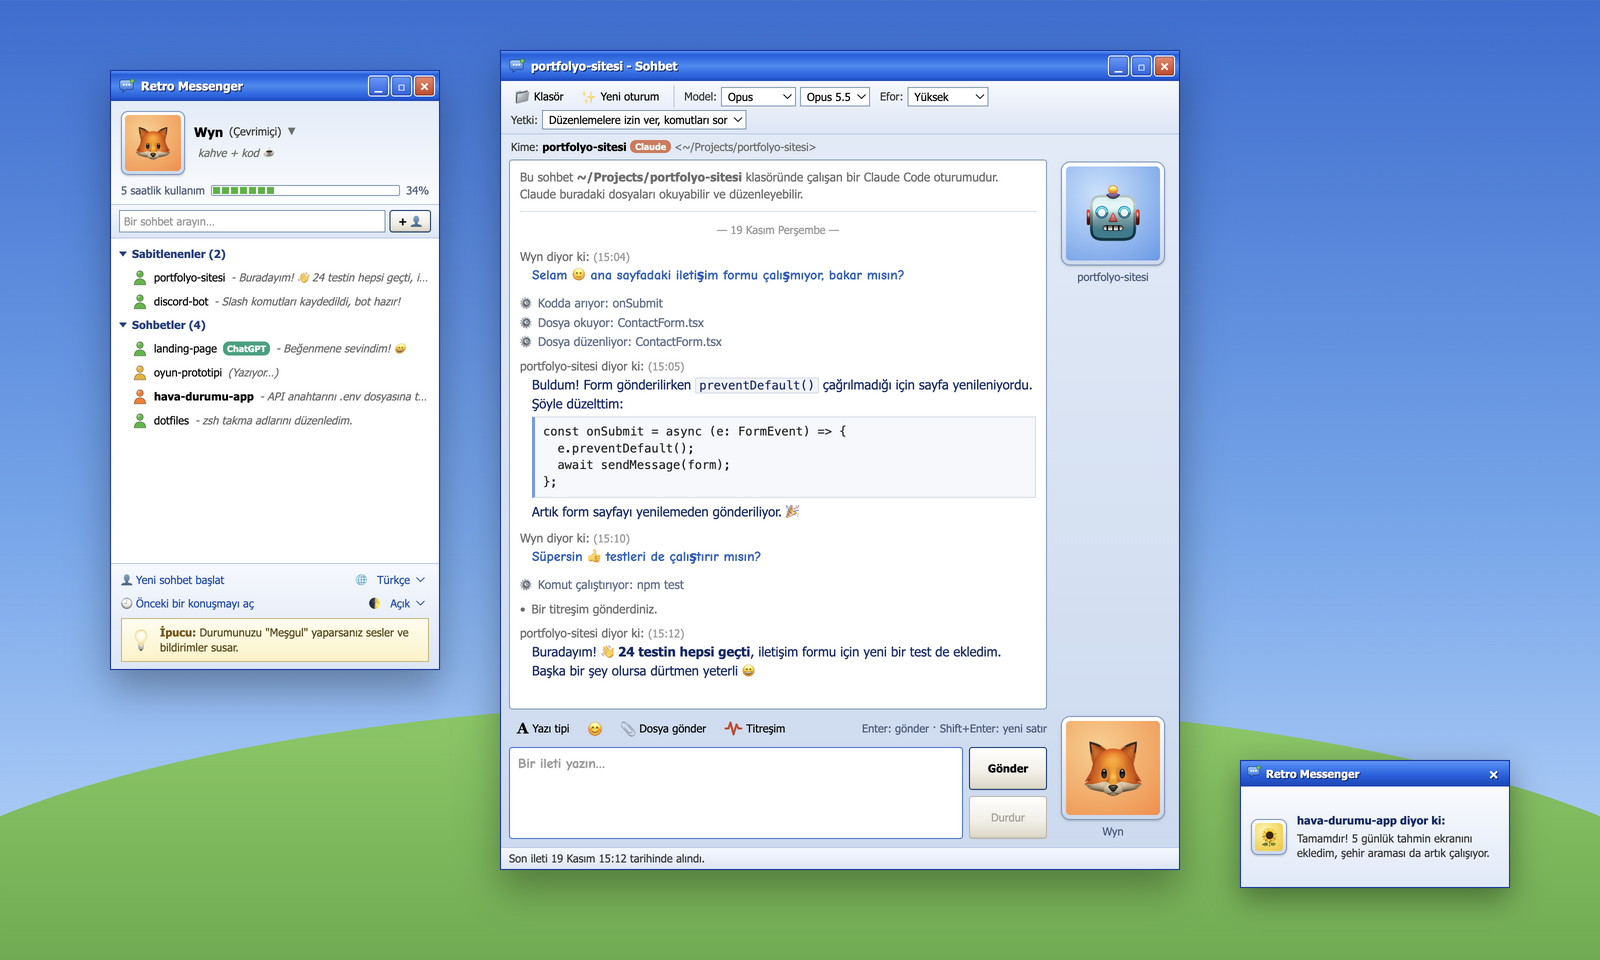 Retro Messenger
Wyn (Çevrimiçi) ▼
kahve + kod ☕
5 saatlik kullanım 34%
Bir sohbet arayın...
+
Sabitlenenler (2)
portfolyo-sitesi - Buradayım! 👋 24 testin hepsi geçti, i...
discord-bot - Slash komutları kaydedildi, bot hazır!
Sohbetler (4)
landing-page ChatGPT - Beğenmene sevindim! 😄
oyun-prototipi (Yazıyor...)
hava-durumu-app - API anahtarını .env dosyasına t...
dotfiles - zsh takma adlarını düzenledim.
Yeni sohbet başlat Türkçe
Önceki bir konuşmayı aç Açık
İpucu: Durumunuzu "Meşgul" yaparsanız sesler ve
bildirimler susar.
portfolyo-sitesi - Sohbet
Klasör Yeni oturum Model: Opus Opus 5.5 Efor: Yüksek
Yetki: Düzenlemelere izin ver, komutları sor
Kime: portfolyo-sitesi Claude <~/Projects/portfolyo-sitesi>
Bu sohbet ~/Projects/portfolyo-sitesi klasöründe çalışan bir Claude Code oturumudur.
Claude buradaki dosyaları okuyabilir ve düzenleyebilir.
— 19 Kasım Perşembe —
Wyn diyor ki: (15:04)
Selam 🙂 ana sayfadaki iletişim formu çalışmıyor, bakar mısın?
Kodda arıyor: onSubmit
Dosya okuyor: ContactForm.tsx
Dosya düzenliyor: ContactForm.tsx
portfolyo-sitesi diyor ki: (15:05)
Buldum! Form gönderilirken preventDefault() çağrılmadığı için sayfa yenileniyordu.
Şöyle düzelttim:
const onSubmit = async (e: FormEvent) => {
  e.preventDefault();
  await sendMessage(form);
};
Artık form sayfayı yenilemeden gönderiliyor. 🎉
Wyn diyor ki: (15:10)
Süpersin 👍 testleri de çalıştırır mısın?
Komut çalıştırıyor: npm test
• Bir titreşim gönderdiniz.
portfolyo-sitesi diyor ki: (15:12)
Buradayım! 👋 24 testin hepsi geçti, iletişim formu için yeni bir test de ekledim.
Başka bir şey olursa dürtmen yeterli 😄
portfolyo-sitesi
A Yazı tipi 😊 Dosya gönder Titreşim Enter: gönder · Shift+Enter: yeni satır
Bir ileti yazın...
Gönder
Durdur
Wyn
Son ileti 19 Kasım 15:12 tarihinde alındı.
Retro Messenger
hava-durumu-app diyor ki:
Tamamdır! 5 günlük tahmin ekranını
ekledim, şehir araması da artık çalışıyor.